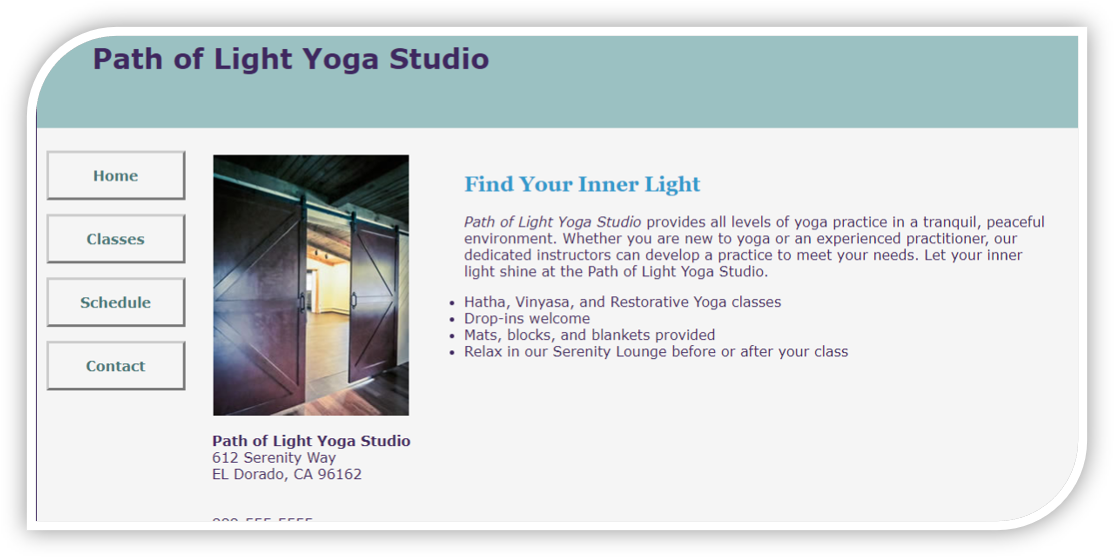 Path of Light Yoga Studio
Home
Classes
Schedule
Contact
Find Your Inner Light
Path of Light Yoga Studio provides all levels of yoga practice in a tranquil, peaceful
environment. Whether you are new to yoga or an experienced practitioner, our
dedicated instructors can develop a practice to meet your needs. Let your inner
light shine at the Path of Light Yoga Studio.
Hatha, Vinyasa, and Restorative Yoga classes
Drop-ins welcome
Mats, blocks, and blankets provided
Relax in our Serenity Lounge before or after your class
Path of Light Yoga Studio
612 Serenity Way
EL Dorado, CA 96162